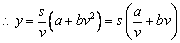 ∴ y = s/v (a + bv²) = s(a/v + bv)